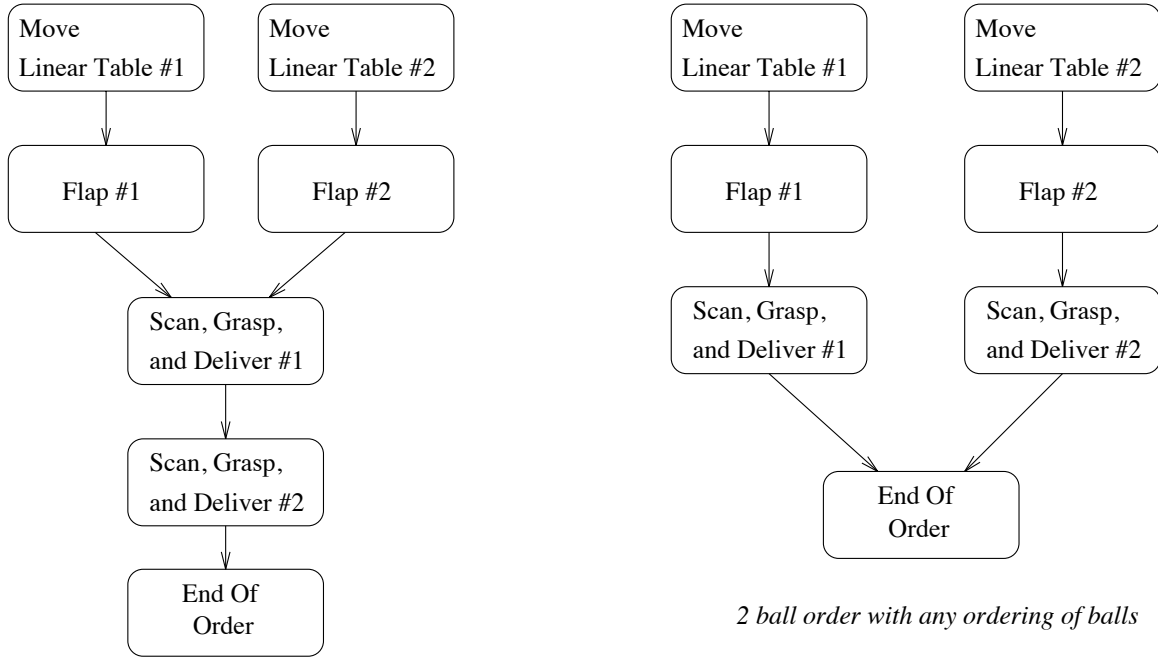 Move
Linear Table #1
Move
Linear Table #2
Flap #1
Flap #2
Scan, Grasp,
and Deliver #1
Scan, Grasp,
and Deliver #2
End Of
Order
Move
Linear Table #1
Move
Linear Table #2
Flap #1
Flap #2
Scan, Grasp,
and Deliver #1
Scan, Grasp,
and Deliver #2
End Of
Order
2 ball order with any ordering of balls